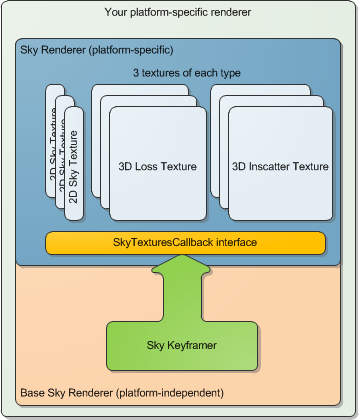 Your platform-specific renderer
Sky Renderer (platform-specific)
3 textures of each type
2D Sky Texture
2D Sky Texture
2D Sky Texture
3D Loss Texture
3D Inscatter Texture
SkyTexturesCallback interface
Sky Keyframer
Base Sky Renderer (platform-independent)